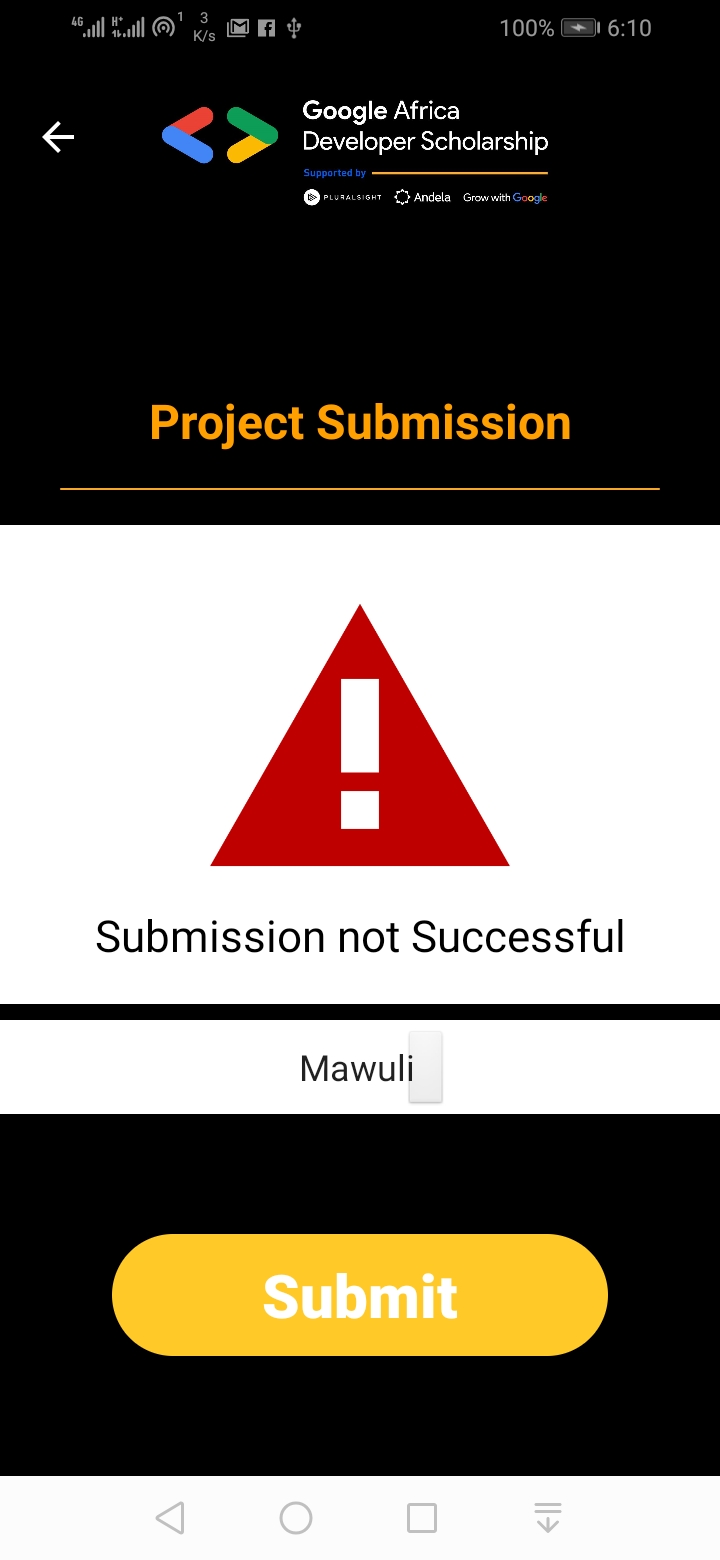 4G H+ 1 3 K/s 100% 6:10
Google Africa
Developer Scholarship
Supported by
PLURALSIGHT Andela Grow with Google
Project Submission
Submission not Successful
Mawuli
Submit